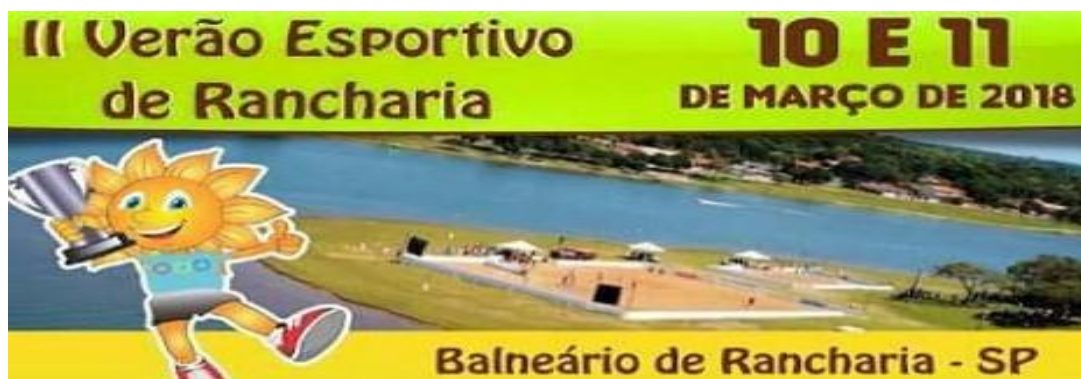 II Verão Esportivo
de Rancharia
10 E 11
DE MARÇO DE 2018
Balneário de Rancharia - SP